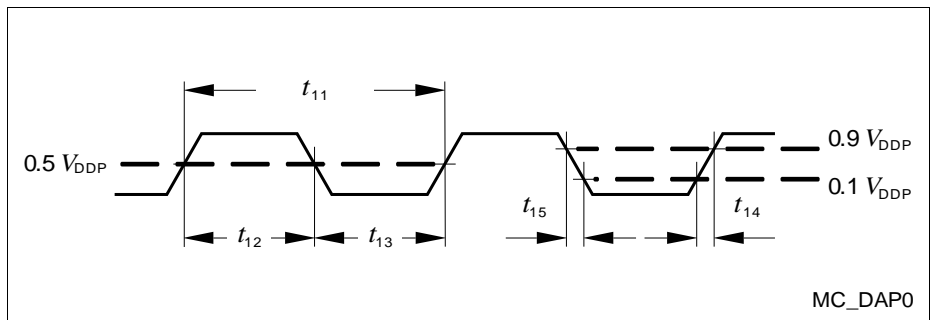 t11
0.5 VDDP
0.9 VDDP
0.1 VDDP
t15
t14
t12
t13
MC_DAP0